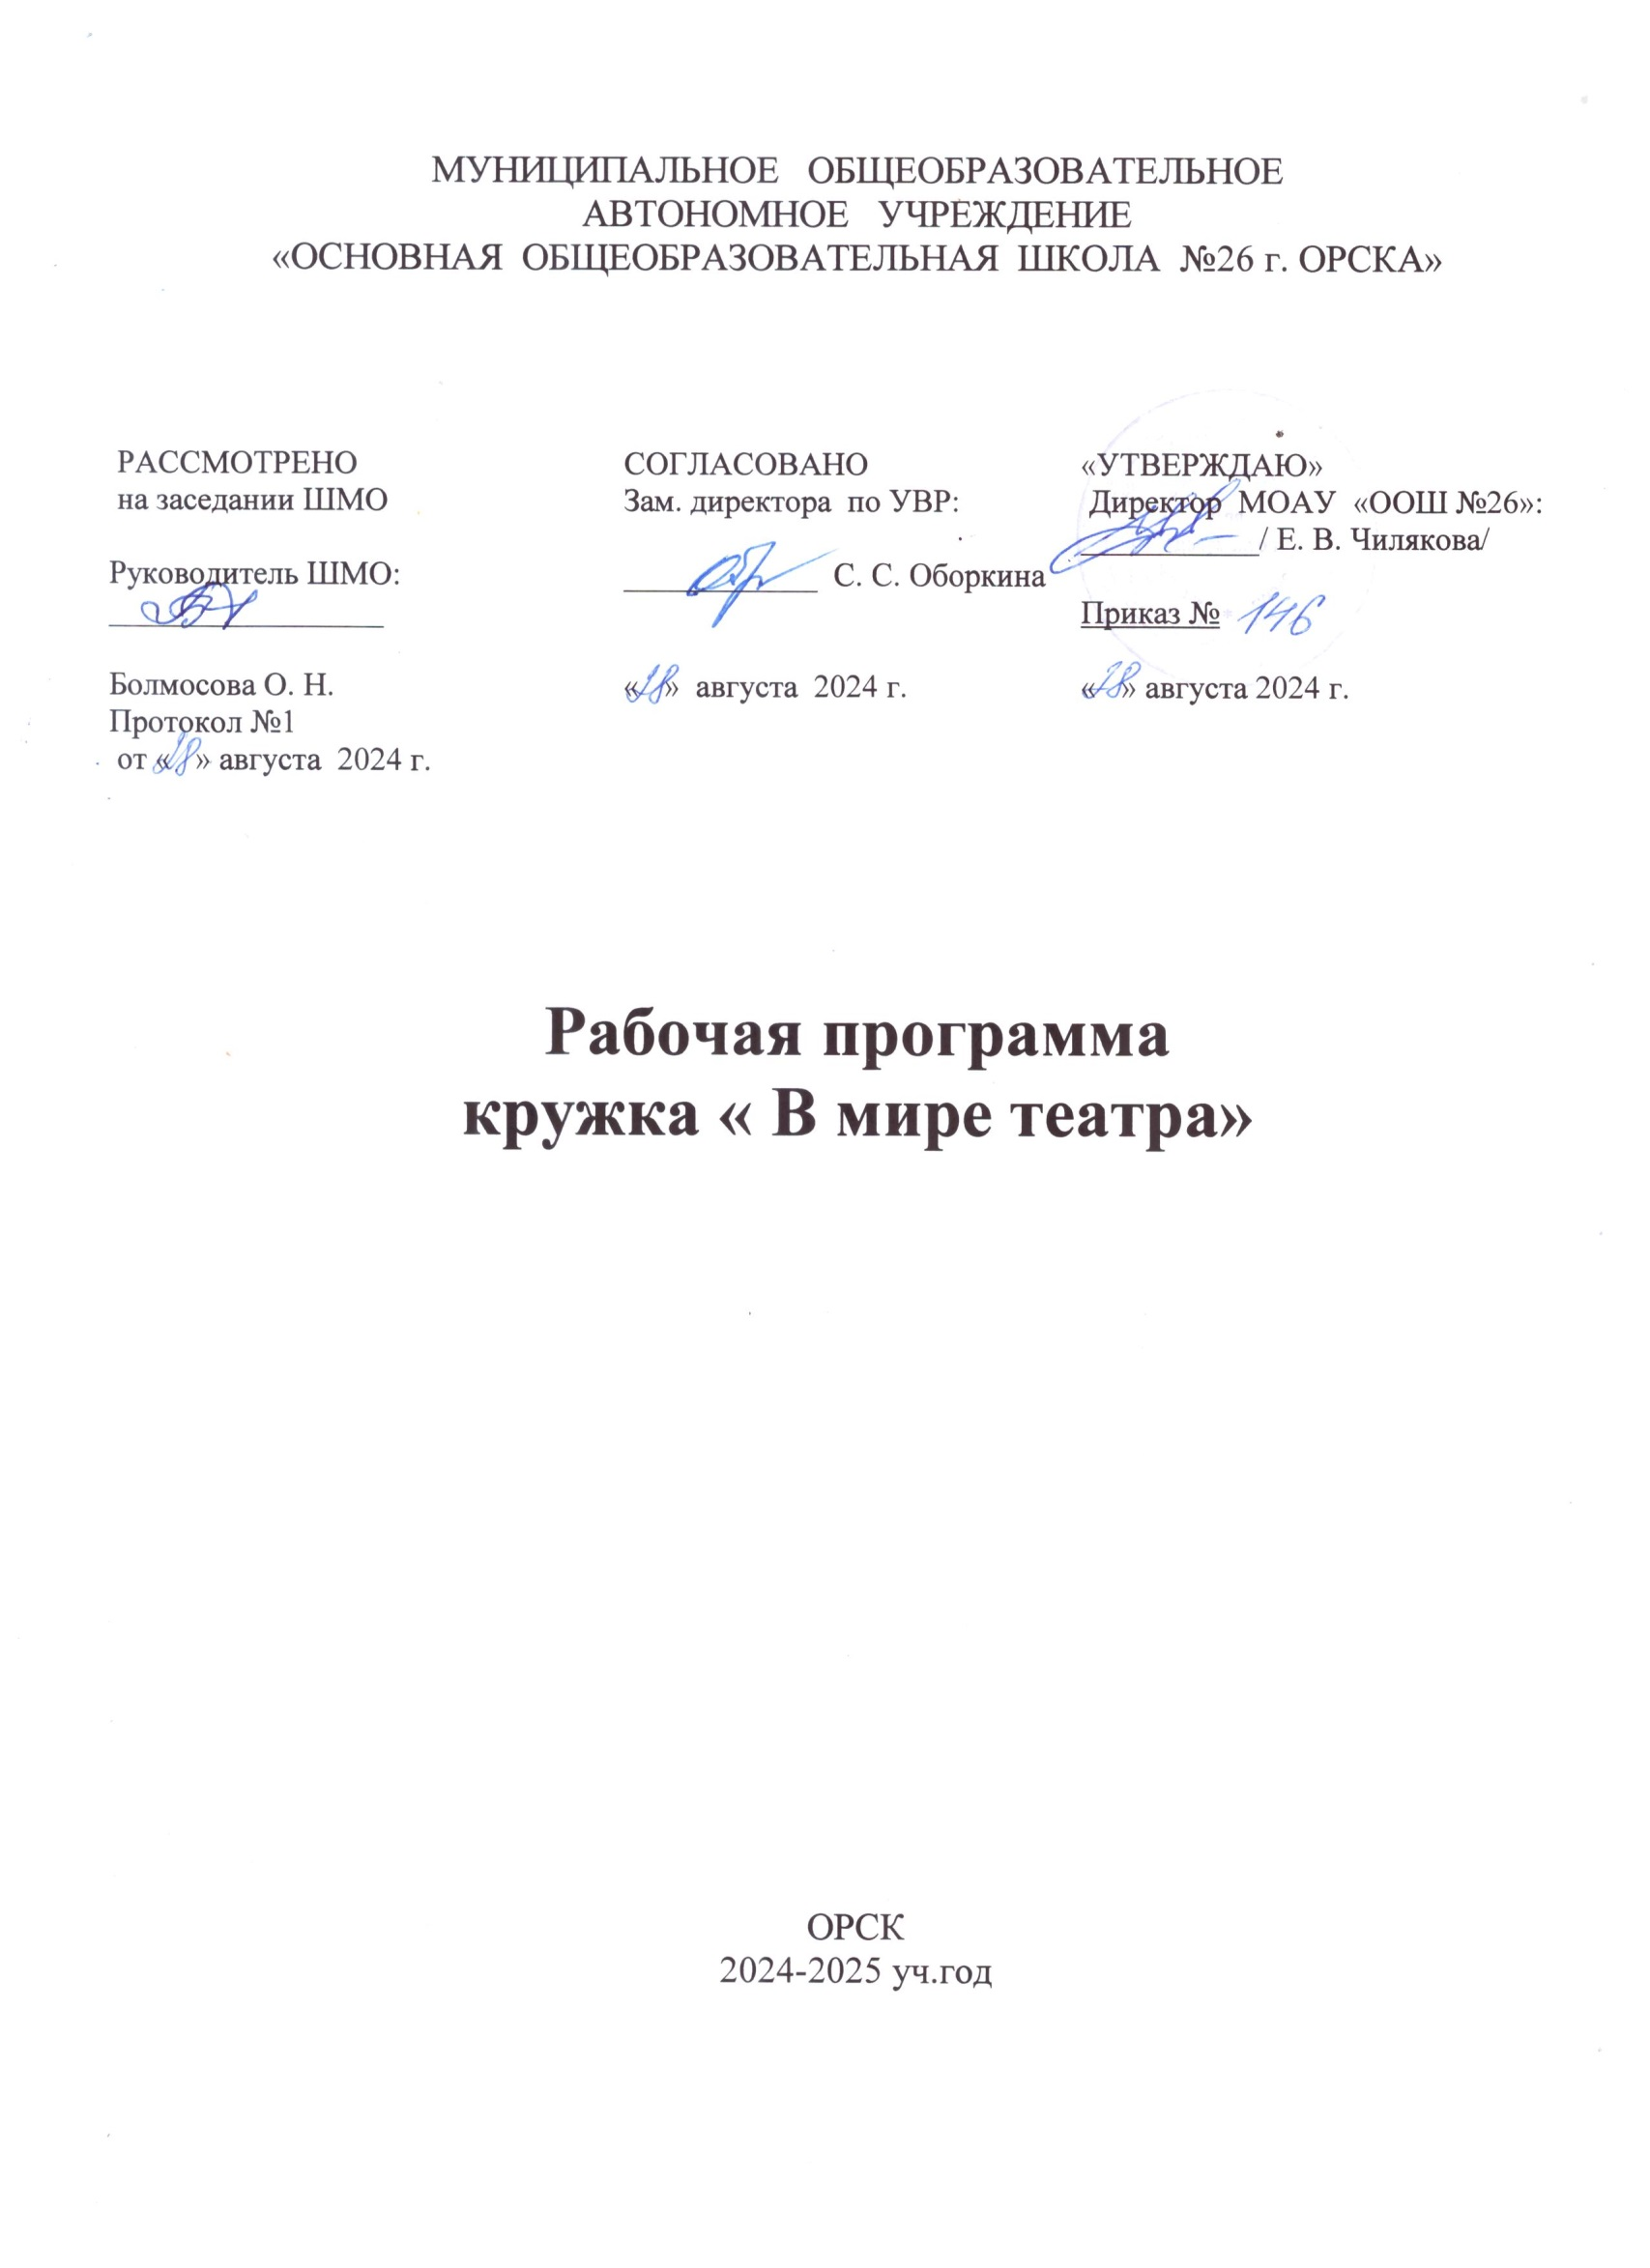 МУНИЦИПАЛЬНОЕ ОБЩЕОБРАЗОВАТЕЛЬНОЕ
АВТОНОМНОЕ УЧРЕЖДЕНИЕ
«ОСНОВНАЯ ОБЩЕОБРАЗОВАТЕЛЬНАЯ ШКОЛА №26 г. ОРСКА»
РАССМОТРЕНО
на заседании ШМО
Руководитель ШМО:
Болмосова О. Н.
Протокол №1
от «28» августа 2024 г.
СОГЛАСОВАНО
Зам. директора по УВР:
С. С. Оборкина
«28» августа 2024 г.
«УТВЕРЖДАЮ»
Директор МОАУ «ООШ №26»:
/ Е. В. Чилякова/
Приказ № 146
«28» августа 2024 г.
Рабочая программа
кружка « В мире театра»
ОРСК
2024-2025 уч.год